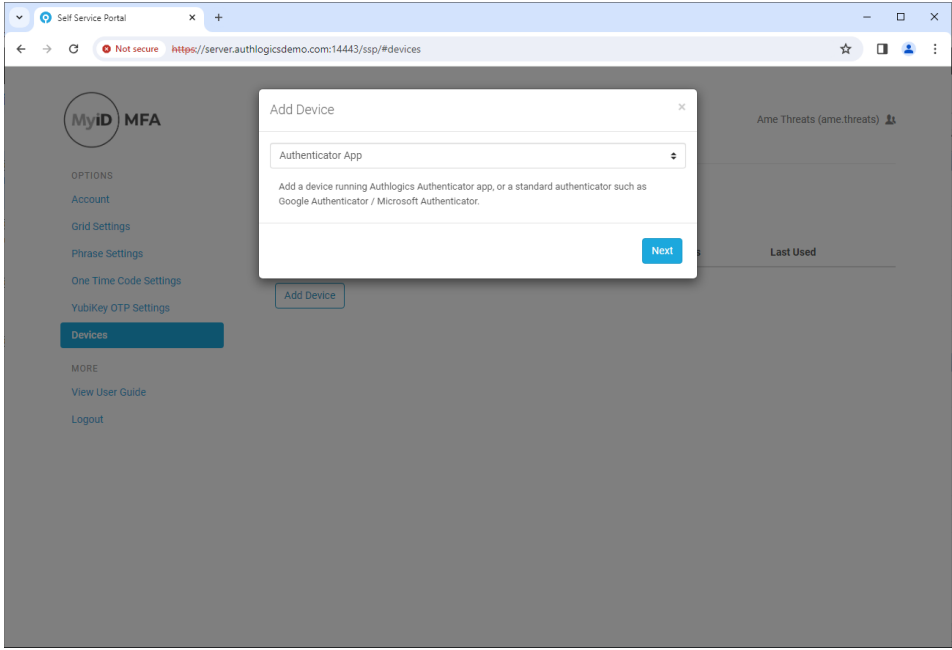 Self Service Portal
Not secure https://server.authlogicsdemo.com:14443/ssp/#devices
MyiD MFA
Ame Threats (ame.threats)
OPTIONS
Account
Grid Settings
Phrase Settings
One Time Code Settings
YubiKey OTP Settings
Devices
MORE
View User Guide
Logout
Add Device
Authenticator App
Add a device running Authlogics Authenticator app, or a standard authenticator such as
Google Authenticator / Microsoft Authenticator.
Next
Last Used
Add Device